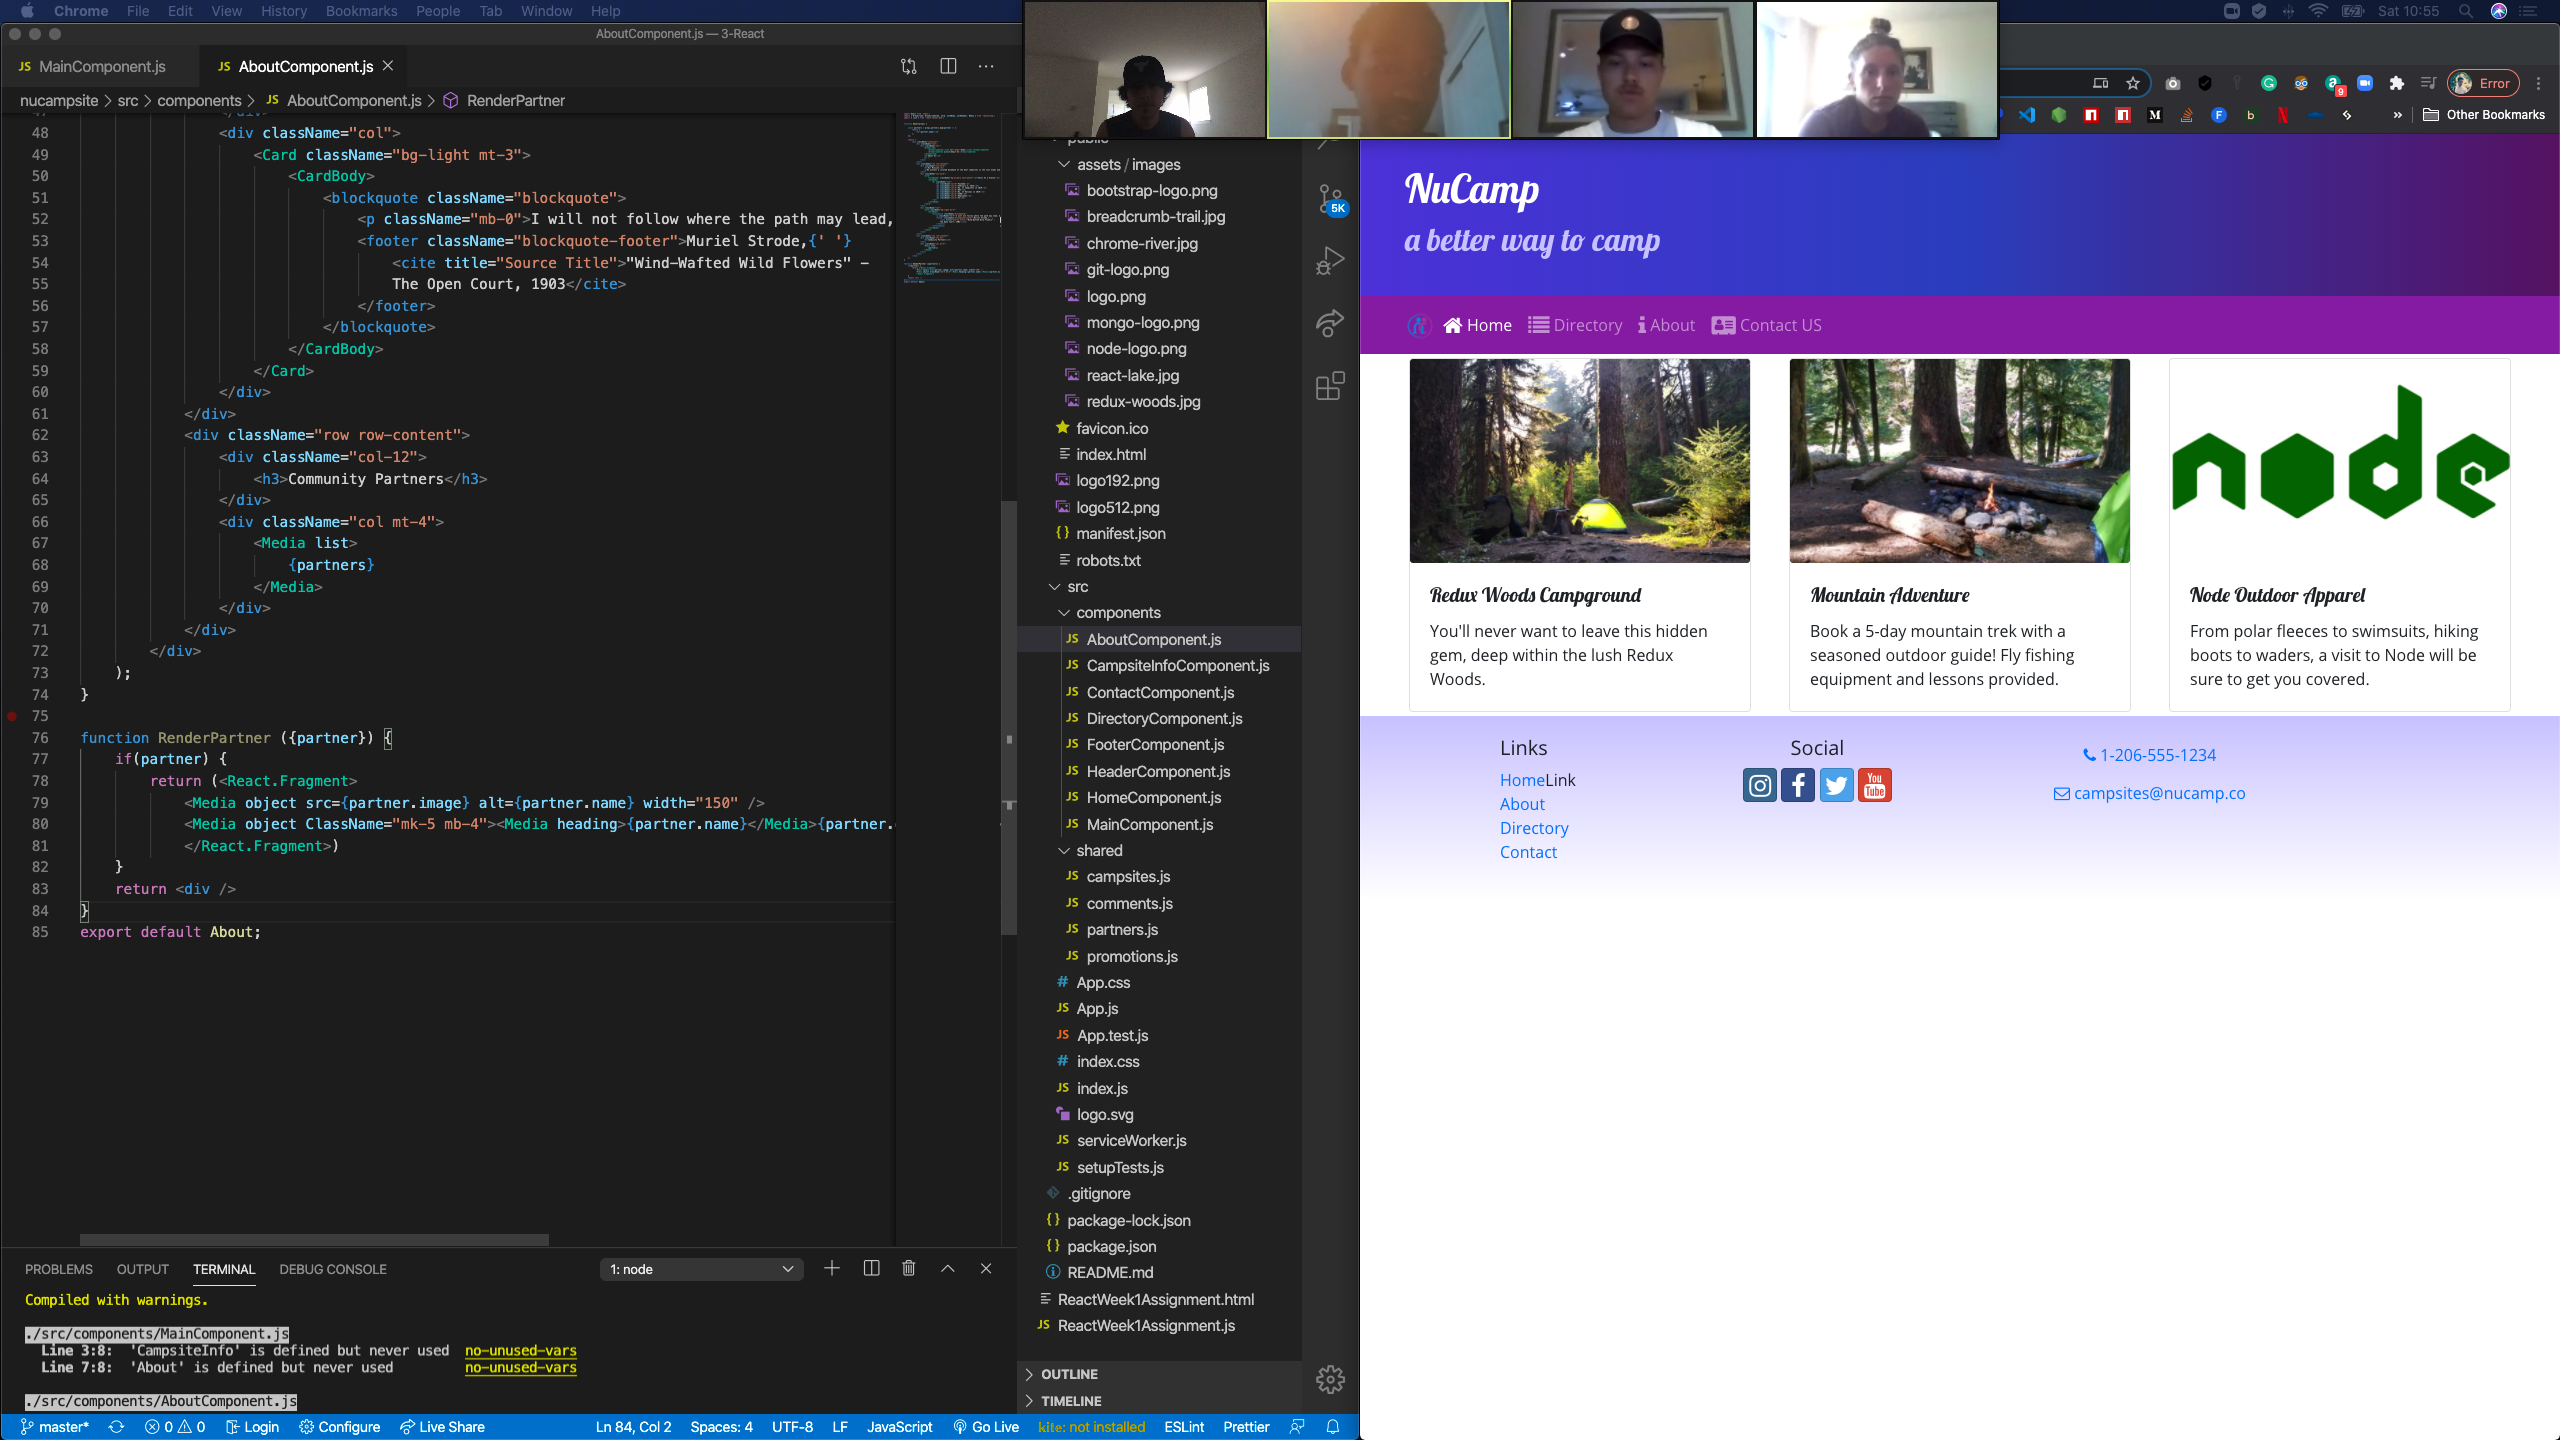 Chrome File Edit View History Bookmarks People Tab Window Help
Sat 10:55
AboutComponent.js — 3-React
JS MainComponent.js
JS AboutComponent.js
nucampsite > src > components > JS AboutComponent.js > RenderPartner
48 <div className="col">
49 <Card className="bg-light mt-3">
50 <CardBody>
51 <blockquote className="blockquote">
52 <p className="mb-0">I will not follow where the path may lead,
53 <footer className="blockquote-footer">Muriel Strode,{' '}
54 <cite title="Source Title">"Wind-Wafted Wild Flowers" -
55 The Open Court, 1903</cite>
56 </footer>
57 </blockquote>
58 </CardBody>
59 </Card>
60 </div>
61 </div>
62 <div className="row row-content">
63 <div className="col-12">
64 <h3>Community Partners</h3>
65 </div>
66 <div className="col mt-4">
67 <Media list>
68 {partners}
69 </Media>
70 </div>
71 </div>
72 </div>
73 );
74 }
75
76 function RenderPartner ({partner}) {
77 if(partner) {
78 return (<React.Fragment>
79 <Media object src={partner.image} alt={partner.name} width="150" />
80 <Media object ClassName="mk-5 mb-4"><Media heading>{partner.name}</Media>{partner.
81 </React.Fragment>)
82 }
83 return <div />
84 }
85 export default About;
PROBLEMS OUTPUT TERMINAL DEBUG CONSOLE
1: node
Compiled with warnings.
./src/components/MainComponent.js
Line 3:8: 'CampsiteInfo' is defined but never used no-unused-vars
Line 7:8: 'About' is defined but never used no-unused-vars
./src/components/AboutComponent.js
master* 0 0 Login Configure Live Share Ln 84, Col 2 Spaces: 4 UTF-8 LF JavaScript Go Live kite: not installed ESLint Prettier
public
assets / images
bootstrap-logo.png
breadcrumb-trail.jpg
chrome-river.jpg
git-logo.png
logo.png
mongo-logo.png
node-logo.png
react-lake.jpg
redux-woods.jpg
favicon.ico
index.html
logo192.png
logo512.png
{} manifest.json
robots.txt
src
components
JS AboutComponent.js
JS CampsiteInfoComponent.js
JS ContactComponent.js
JS DirectoryComponent.js
JS FooterComponent.js
JS HeaderComponent.js
JS HomeComponent.js
JS MainComponent.js
shared
JS campsites.js
JS comments.js
JS partners.js
JS promotions.js
# App.css
JS App.js
JS App.test.js
# index.css
JS index.js
logo.svg
JS serviceWorker.js
JS setupTests.js
.gitignore
{} package-lock.json
{} package.json
README.md
ReactWeek1Assignment.html
JS ReactWeek1Assignment.js
OUTLINE
TIMELINE
5K
9
Error
Other Bookmarks
NuCamp
a better way to camp
Home Directory About Contact US
node
Redux Woods Campground
You'll never want to leave this hidden
gem, deep within the lush Redux
Woods.
Mountain Adventure
Book a 5-day mountain trek with a
seasoned outdoor guide! Fly fishing
equipment and lessons provided.
Node Outdoor Apparel
From polar fleeces to swimsuits, hiking
boots to waders, a visit to Node will be
sure to get you covered.
Links
HomeLink
About
Directory
Contact
Social
You Tube
1-206-555-1234
campsites@nucamp.co